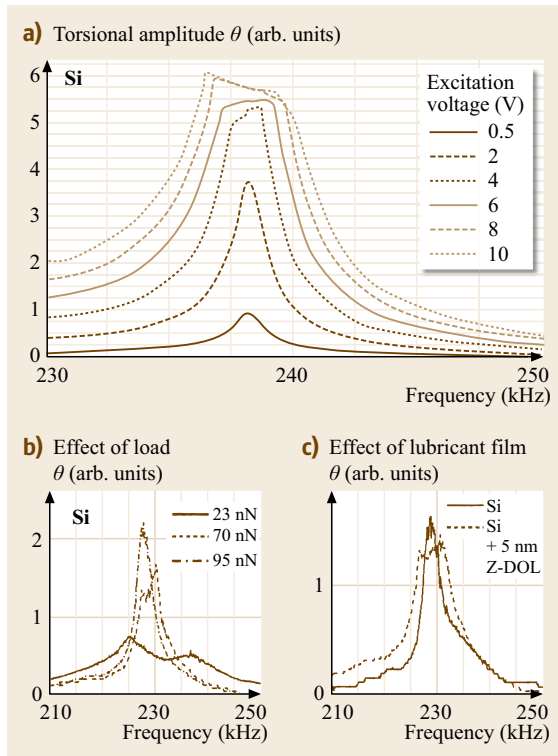 a) Torsional amplitude θ (arb. units)
Si
6
5
4
3
2
1
0
230
240
250
Frequency (kHz)
Excitation
voltage (V)
0.5
2
4
6
8
10
b) Effect of load
θ (arb. units)
Si
2
1
0
210
230
250
Frequency (kHz)
23 nN
70 nN
95 nN
c) Effect of lubricant film
θ (arb. units)
1
0
210
230
250
Frequency (kHz)
Si
Si
+ 5 nm
Z-DOL